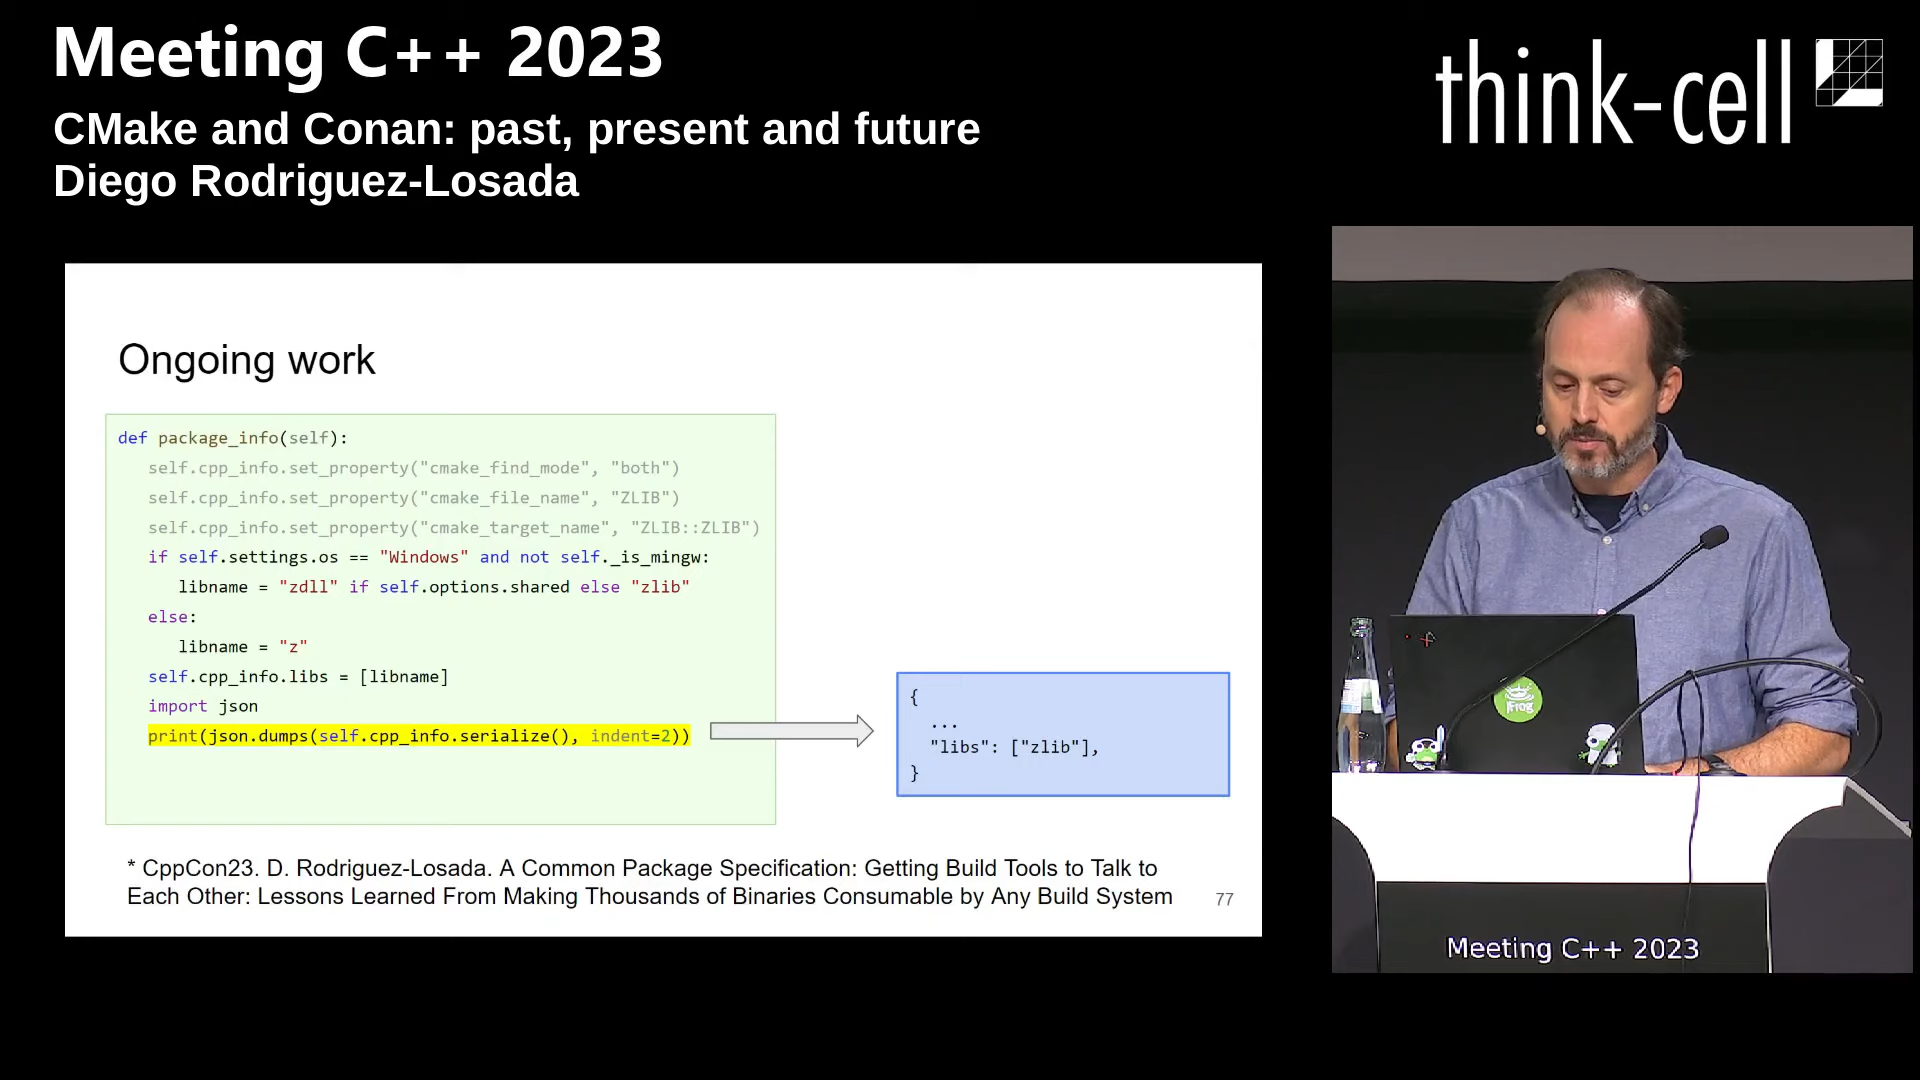 Meeting C++ 2023
CMake and Conan: past, present and future
Diego Rodriguez-Losada
think-cell
Ongoing work
def package_info(self):
self.cpp_info.set_property("cmake_find_mode", "both")
self.cpp_info.set_property("cmake_file_name", "ZLIB")
self.cpp_info.set_property("cmake_target_name", "ZLIB::ZLIB")
if self.settings.os == "Windows" and not self._is_mingw:
libname = "zdll" if self.options.shared else "zlib"
else:
libname = "z"
self.cpp_info.libs = [libname]
import json
print(json.dumps(self.cpp_info.serialize(), indent=2))
{
...
"libs": ["zlib"],
}
* CppCon23. D. Rodriguez-Losada. A Common Package Specification: Getting Build Tools to Talk to
Each Other: Lessons Learned From Making Thousands of Binaries Consumable by Any Build System
77
JFrog
Meeting C++ 2023